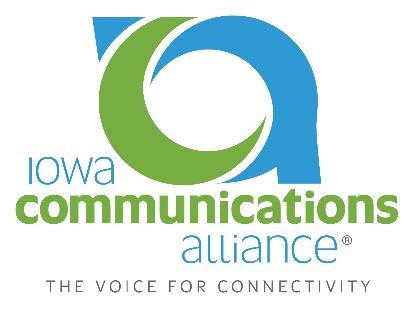 iowa
communications
alliance®
THE VOICE FOR CONNECTIVITY